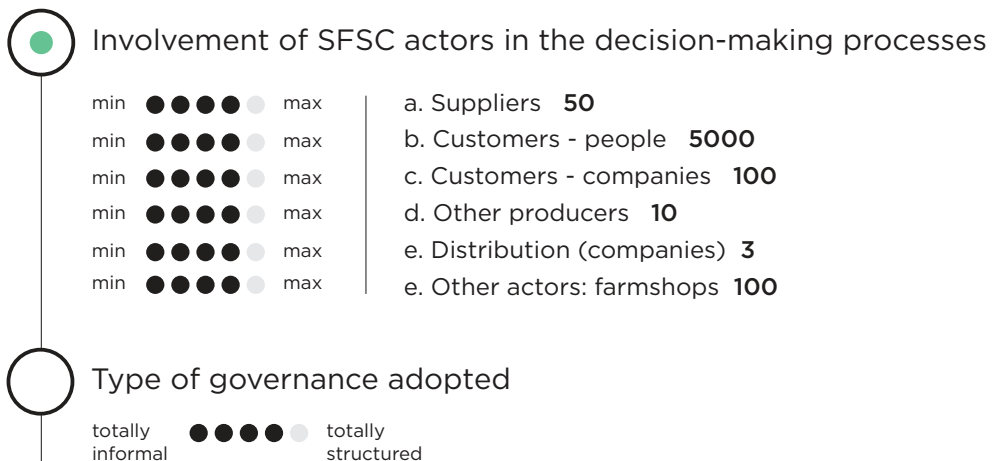 Involvement of SFSC actors in the decision-making processes
min max a. Suppliers 50
min max b. Customers - people 5000
min max c. Customers - companies 100
min max d. Other producers 10
min max e. Distribution (companies) 3
min max e. Other actors: farmshops 100
Type of governance adopted
totally totally
informal structured